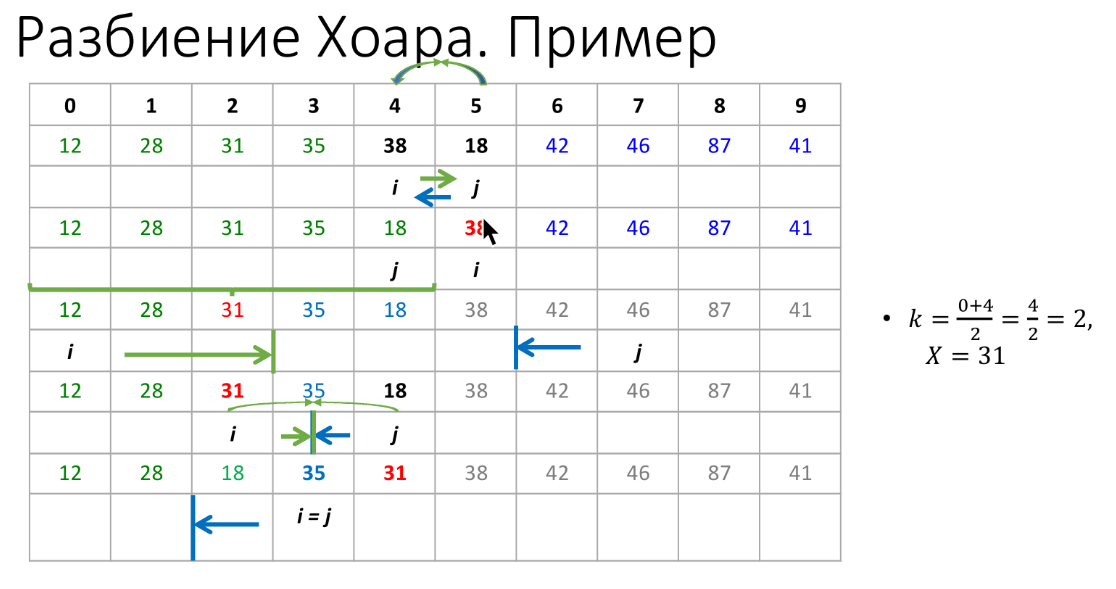 Разбиение Хоара. Пример
0 1 2 3 4 5 6 7 8 9
12 28 31 35 38 18 42 46 87 41
i j
12 28 31 35 18 38 42 46 87 41
j i
12 28 31 35 18 38 42 46 87 41
i j
12 28 31 35 18 38 42 46 87 41
i j
12 28 18 35 31 38 42 46 87 41
i = j
• k = (0+4)/2 = 4/2 = 2,
X = 31